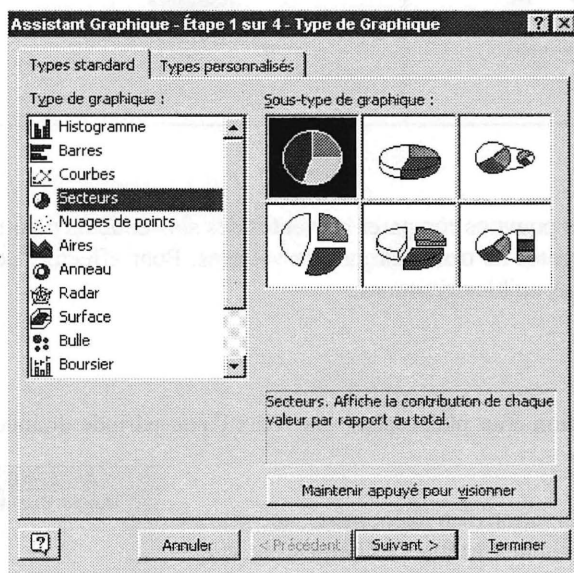 Assistant Graphique - Étape 1 sur 4 - Type de Graphique
Types standard
Types personnalisés
Type de graphique :
Sous-type de graphique :
Histogramme
Barres
Courbes
Secteurs
Nuages de points
Aires
Anneau
Radar
Surface
Bulle
Boursier
Secteurs. Affiche la contribution de chaque
valeur par rapport au total.
Maintenir appuyé pour visionner
Annuler
< Précédent
Suivant >
Terminer